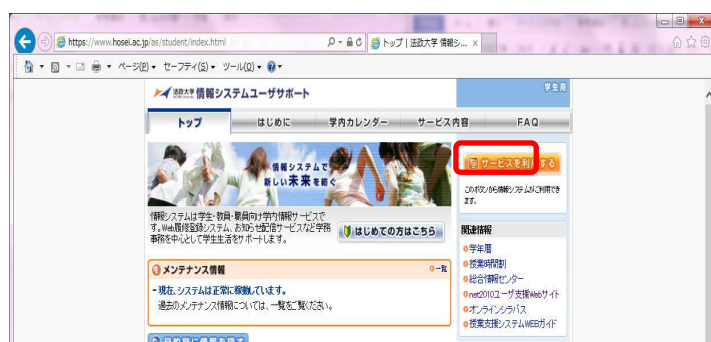 https://www.hosei.ac.jp/as/student/index.html
トップ | 法政大学 情報シ...
ページ(P)
セーフティ(S)
ツール(O)
法政大学 情報システムユーザサポート
学生用
トップ
はじめに
学内カレンダー
サービス内容
FAQ
情報システムで
新しい未来を紡ぐ
サービスを利用する
このボタンから情報システムがご利用でき
ます。
情報システムは学生・教員・職員向け学内情報サービスで
す。Web履修登録システム、お知らせ配信サービスなど学務
事務を中心として学生生活をサポートします。
はじめての方はこちら
関連情報
学年暦
授業時間割
総合情報センター
net2010ユーザ支援Webサイト
オンラインシラバス
授業支援システムWEBガイド
メンテナンス情報
一覧
- 現在、システムは正常に稼働しています。
過去のメンテナンス情報については、一覧をご覧ください。
目的別に情報を探す